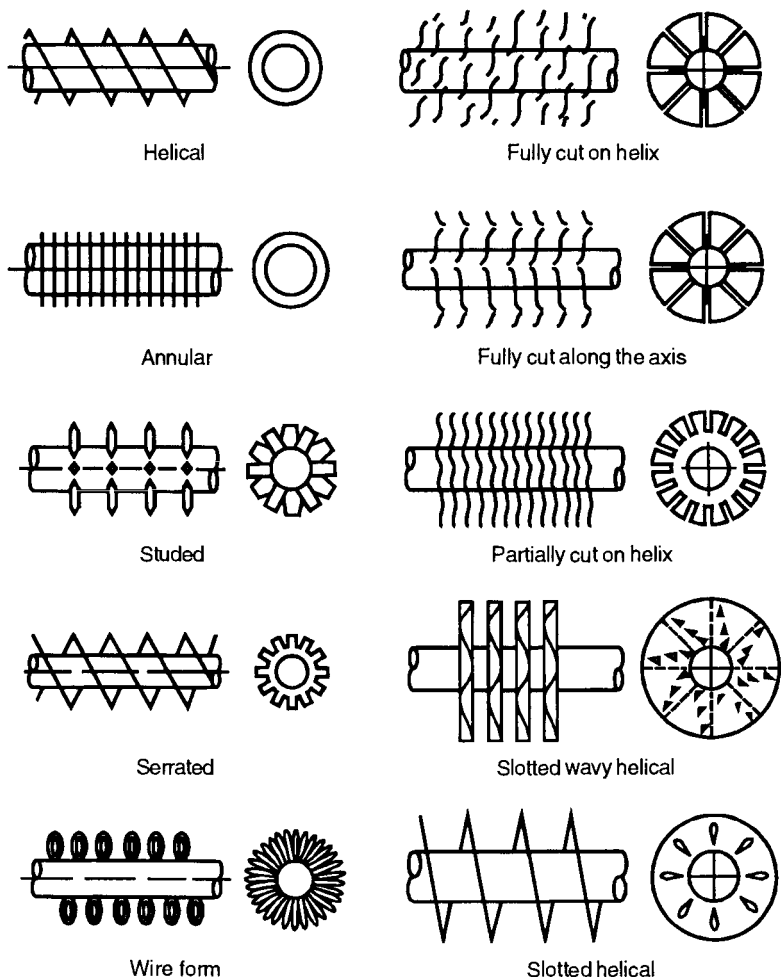 Helical
Fully cut on helix
Annular
Fully cut along the axis
Studed
Partially cut on helix
Serrated
Slotted wavy helical
Wire form
Slotted helical